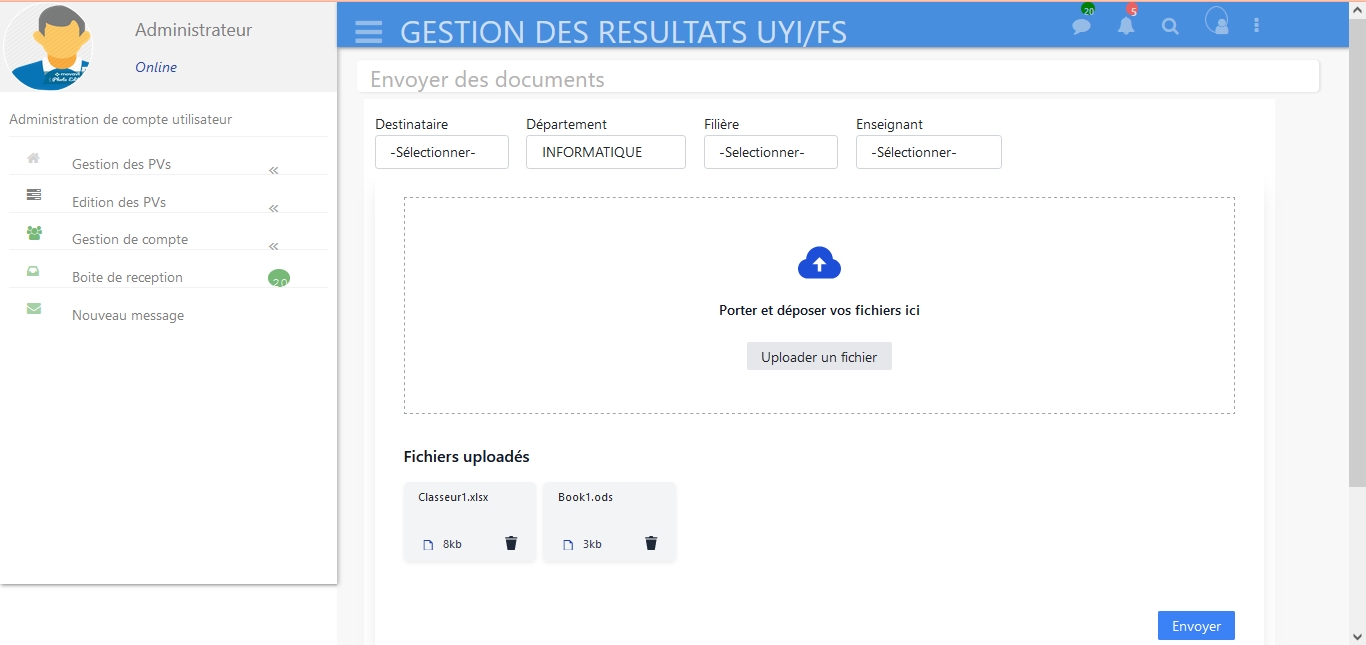 Administrateur
Online
Administration de compte utilisateur
Gestion des PVs
Edition des PVs
Gestion de compte
Boite de reception
20
Nouveau message
GESTION DES RESULTATS UYI/FS
20
5
Envoyer des documents
Destinataire
-Sélectionner-
Département
INFORMATIQUE
Filière
-Selectionner-
Enseignant
-Sélectionner-
Porter et déposer vos fichiers ici
Uploader un fichier
Fichiers uploadés
Classeur1.xlsx
8kb
Book1.ods
3kb
Envoyer